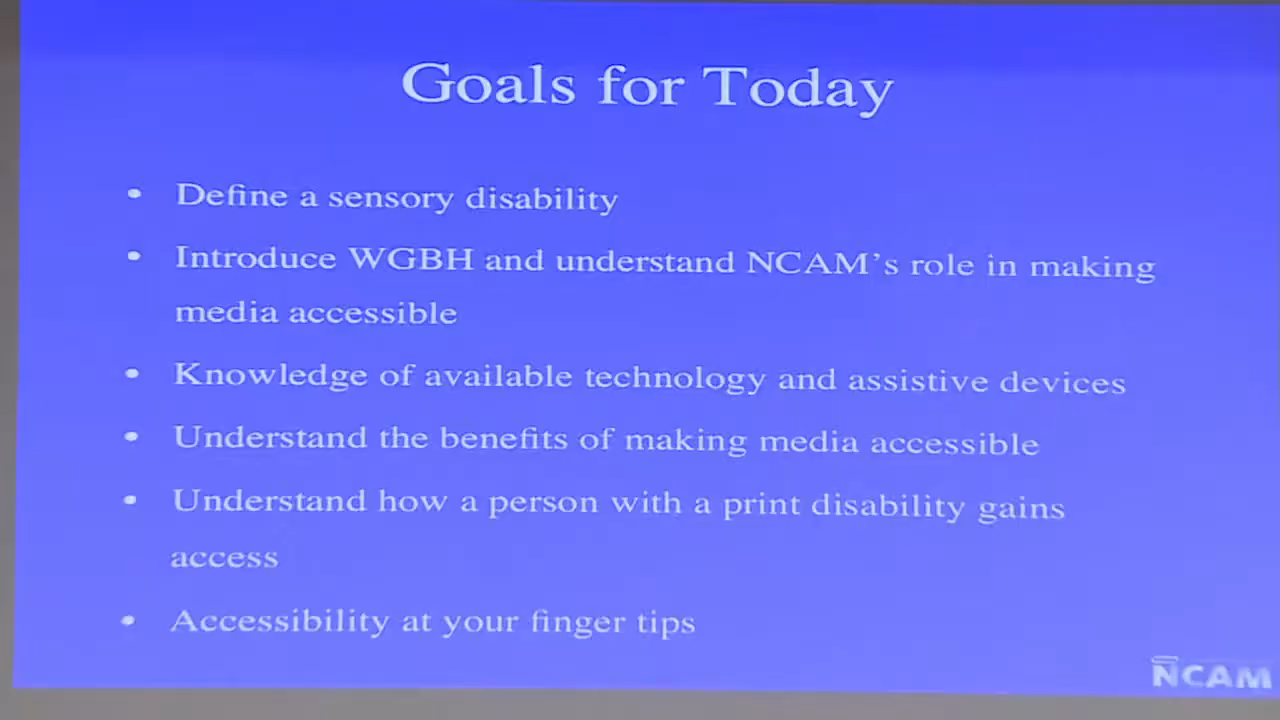 Goals for Today
• Define a sensory disability
• Introduce WGBH and understand NCAM's role in making
media accessible
• Knowledge of available technology and assistive devices
• Understand the benefits of making media accessible
• Understand how a person with a print disability gains
access
• Accessibility at your finger tips
NCAM